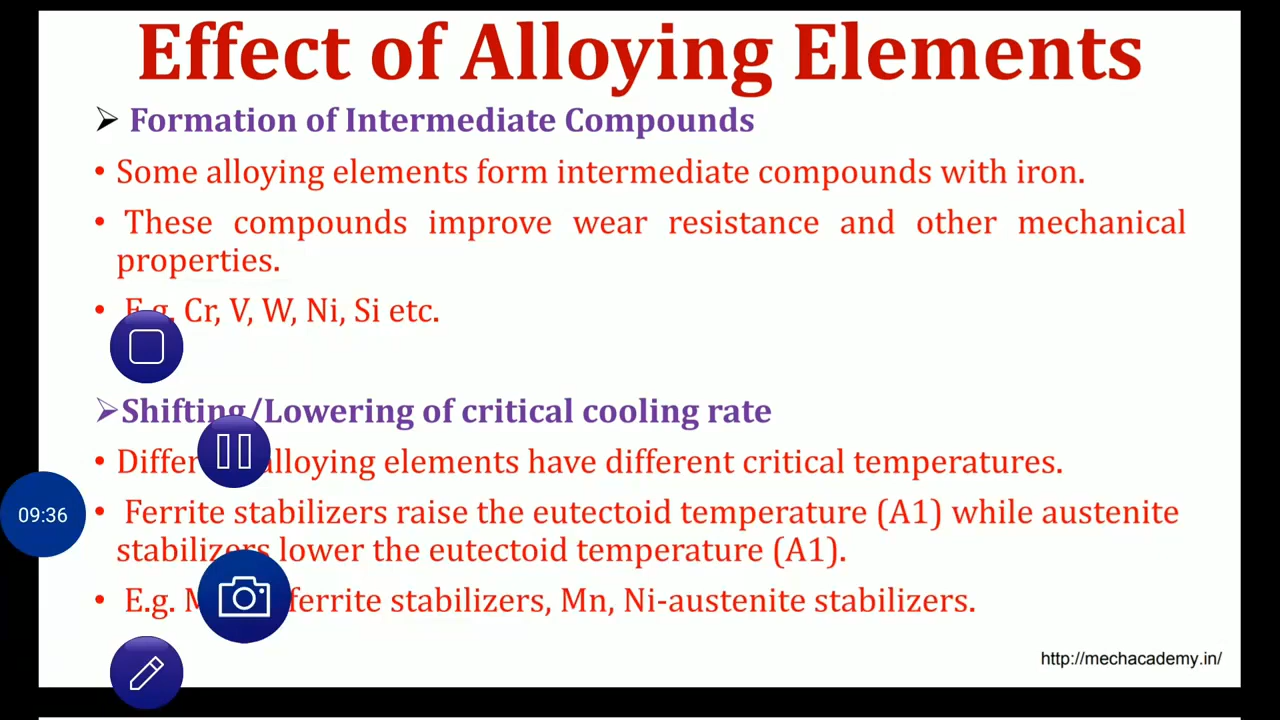 Effect of Alloying Elements
➢ Formation of Intermediate Compounds
• Some alloying elements form intermediate compounds with iron.
• These compounds improve wear resistance and other mechanical
properties.
• E.g. Cr, V, W, Ni, Si etc.
➢Shifting/Lowering of critical cooling rate
• alloying elements have different critical temperatures.
09:36
• Ferrite stabilizers raise the eutectoid temperature (A1) while austenite
stabilizers lower the eutectoid temperature (A1).
• E.g. ferrite stabilizers, Mn, Ni-austenite stabilizers.
http://mechacademy.in/